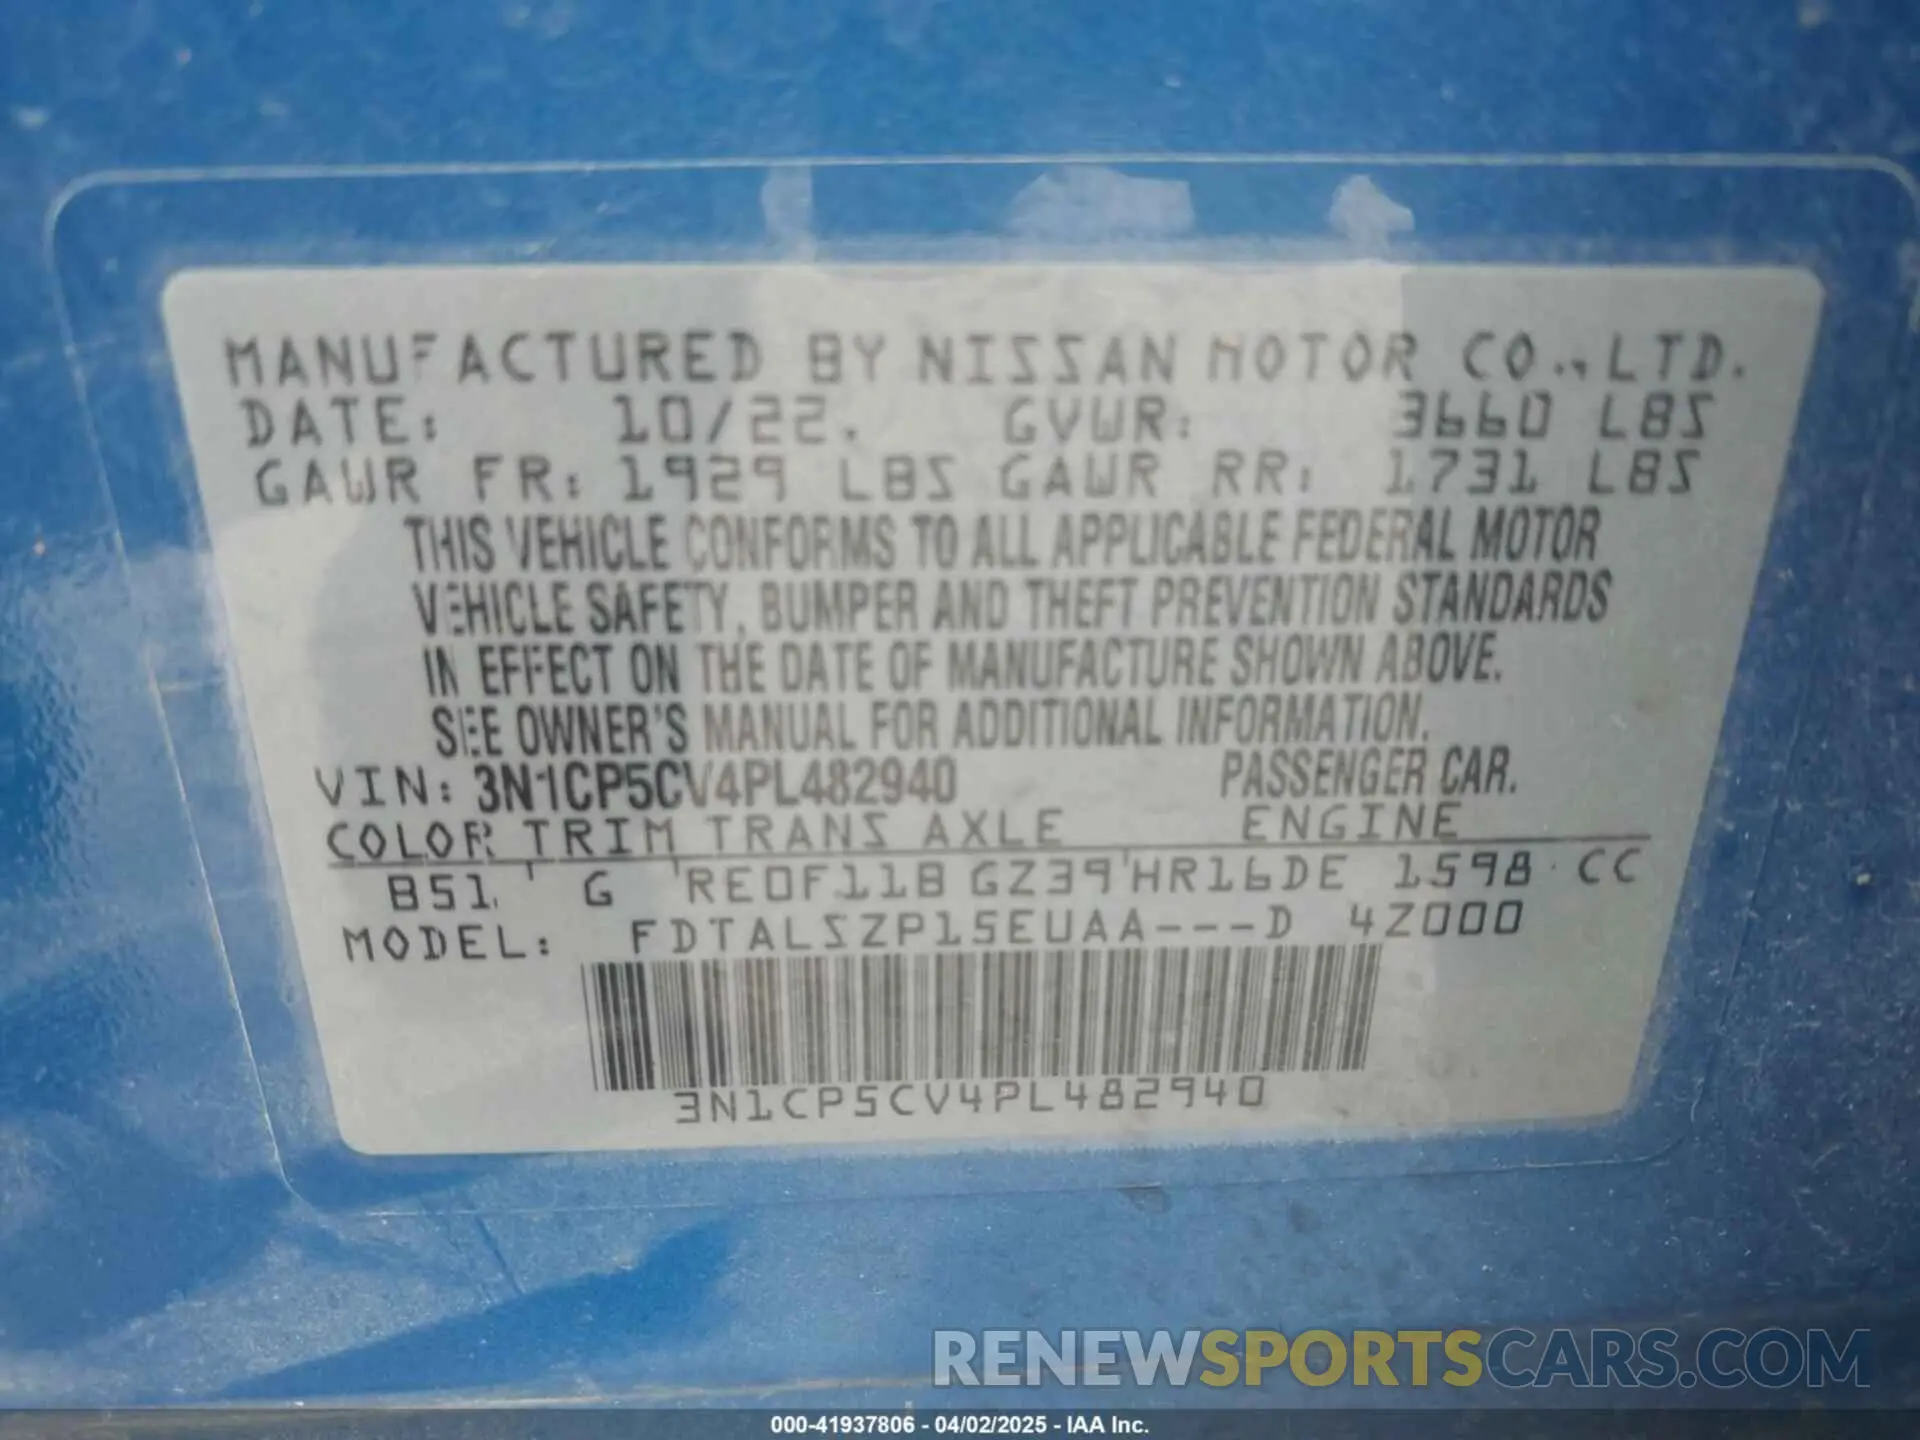 MANUFACTURED BY NISSAN MOTOR CO.,LTD.
DATE: 10/22. GVWR: 3660 LBS
GAWR FR: 1929 LBS GAWR RR: 1731 LBS
THIS VEHICLE CONFORMS TO ALL APPLICABLE FEDERAL MOTOR
VEHICLE SAFETY, BUMPER AND THEFT PREVENTION STANDARDS
IN EFFECT ON THE DATE OF MANUFACTURE SHOWN ABOVE.
SEE OWNER'S MANUAL FOR ADDITIONAL INFORMATION.
VIN: 3N1CP5CV4PL482940 PASSENGER CAR.
COLOR TRIM TRANS AXLE ENGINE
B51 ' G 'RE0F11B GZ39'HR16DE 1598 CC
MODEL: FDTALSZP15EUAA---D 4Z000
3N1CP5CV4PL482940
RENEWSPORTSCARS.COM
000-41937806 - 04/02/2025 - IAA Inc.